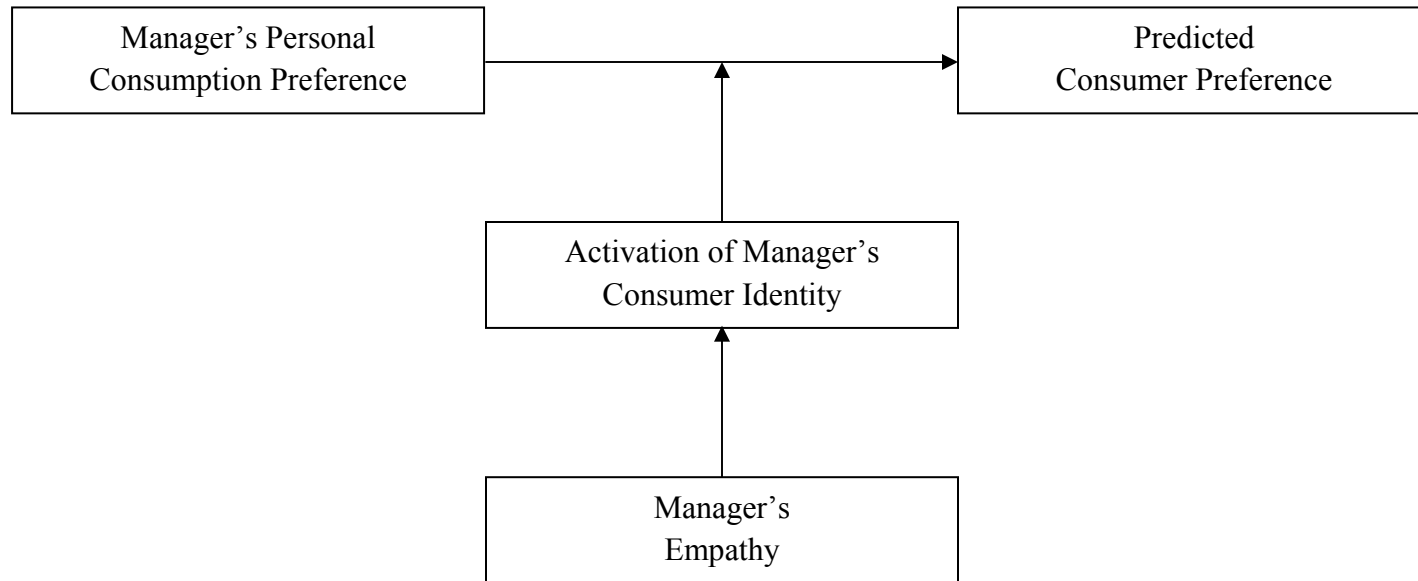 Manager’s Personal
Consumption Preference
Predicted
Consumer Preference
Activation of Manager’s
Consumer Identity
Manager’s
Empathy